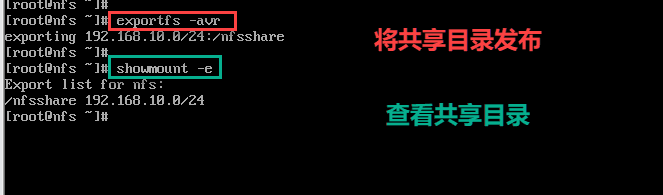 [root@nfs ~]#
[root@nfs ~]# exportfs -avr
exporting 192.168.10.0/24:/nfsshare
[root@nfs ~]#
[root@nfs ~]# showmount -e
Export list for nfs:
/nfsshare 192.168.10.0/24
[root@nfs ~]#
将共享目录发布
查看共享目录